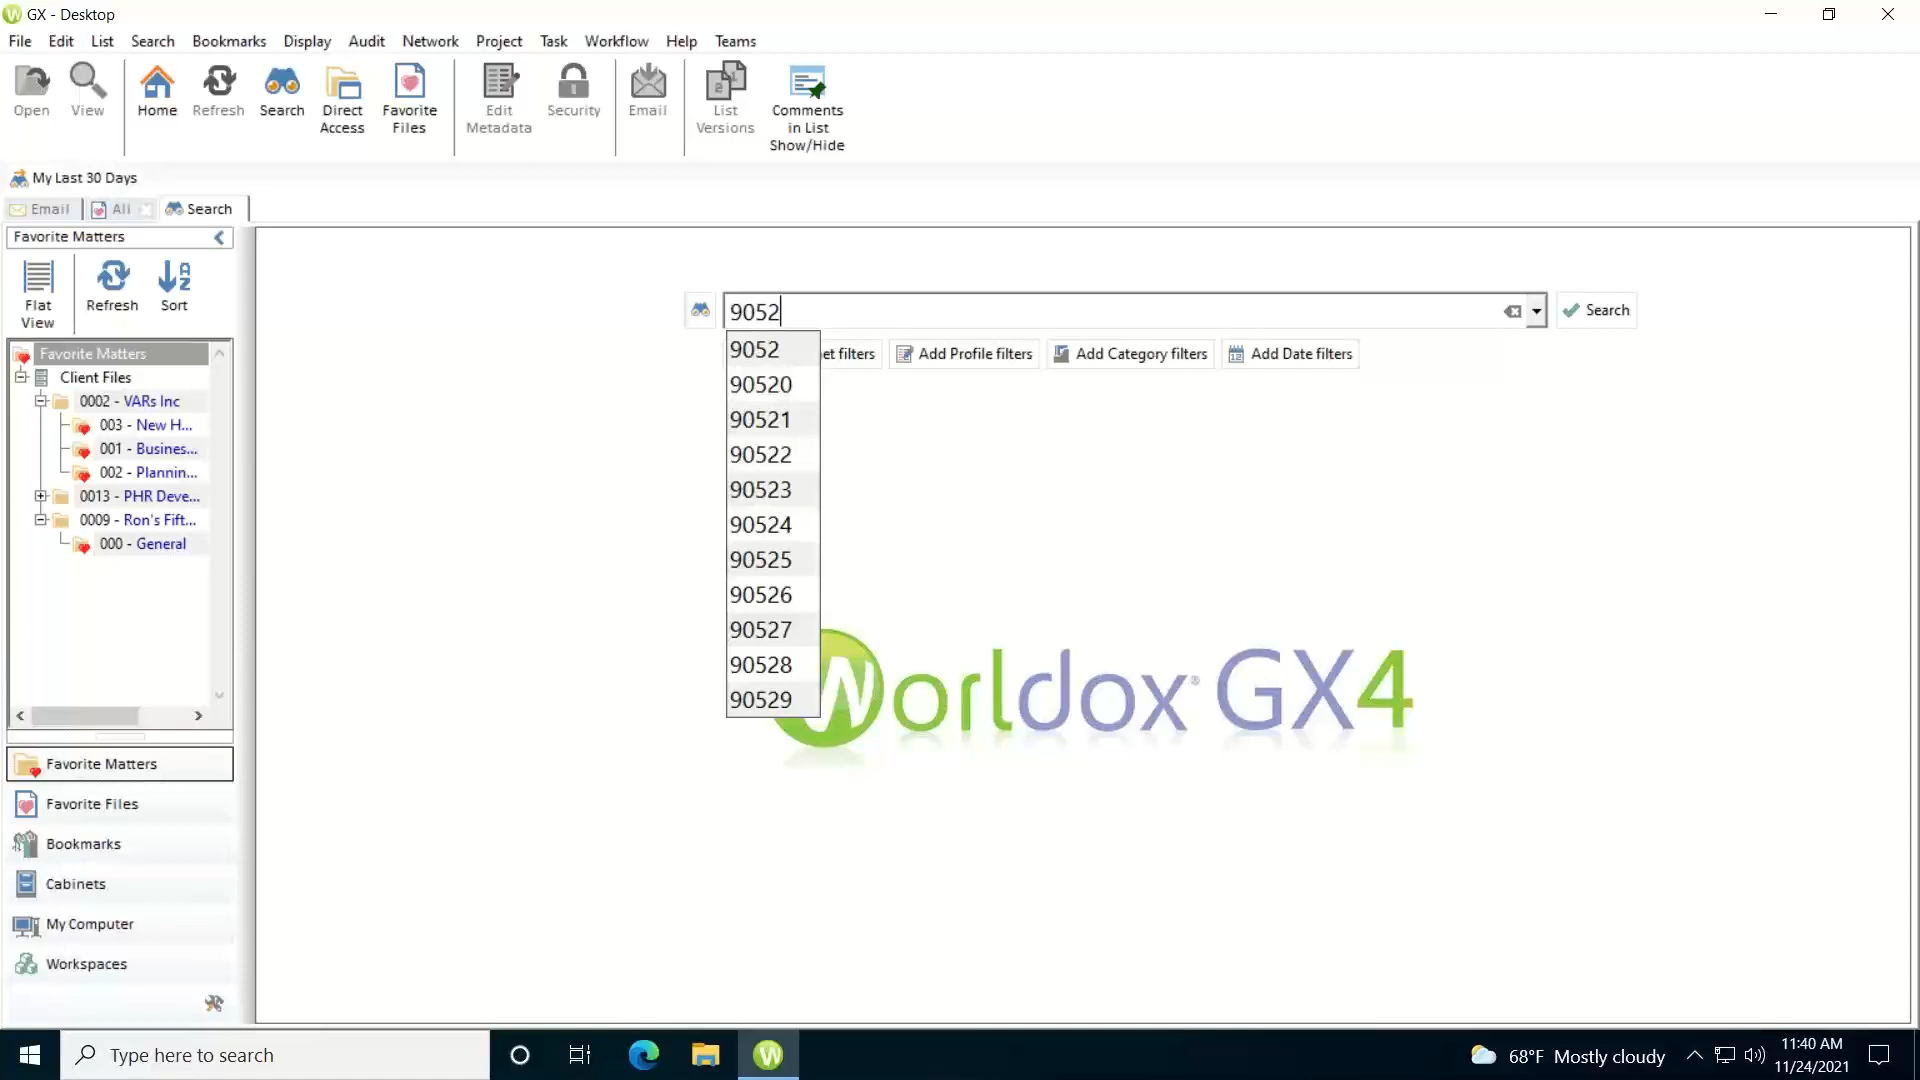 GX - Desktop
File Edit List Search Bookmarks Display Audit Network Project Task Workflow Help Teams
Open View Home Refresh Search Direct Access Favorite Files Edit Metadata Security Email List Versions Comments in List Show/Hide
My Last 30 Days
Email All Search
Favorite Matters
Flat View Refresh Sort
Favorite Matters
Client Files
0002 - VARs Inc
003 - New H...
001 - Busines...
002 - Plannin...
0013 - PHR Deve...
0009 - Ron's Fift...
000 - General
Favorite Matters
Favorite Files
Bookmarks
Cabinets
My Computer
Workspaces
9052 Search
et filters Add Profile filters Add Category filters Add Date filters
9052
90520
90521
90522
90523
90524
90525
90526
90527
90528
90529
Worldox® GX4
Type here to search
68°F Mostly cloudy
11:40 AM
11/24/2021